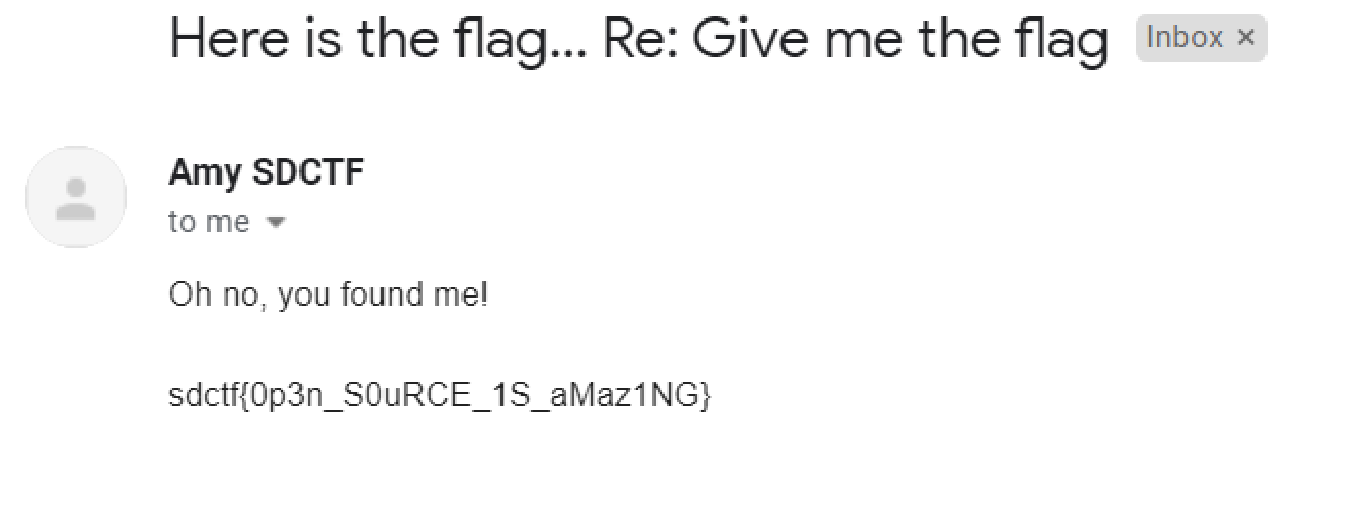 Here is the flag... Re: Give me the flag Inbox ×
Amy SDCTF
to me
Oh no, you found me!
sdctf{0p3n_S0uRCE_1S_aMaz1NG}